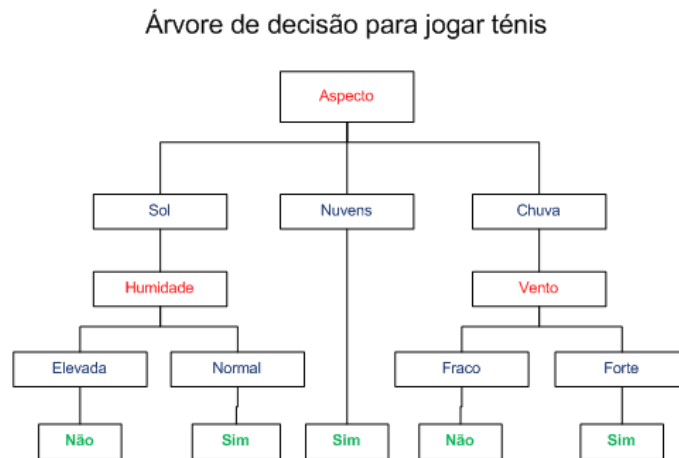 Árvore de decisão para jogar ténis
Aspecto
Sol
Nuvens
Chuva
Humidade
Vento
Elevada
Normal
Fraco
Forte
Não
Sim
Sim
Não
Sim